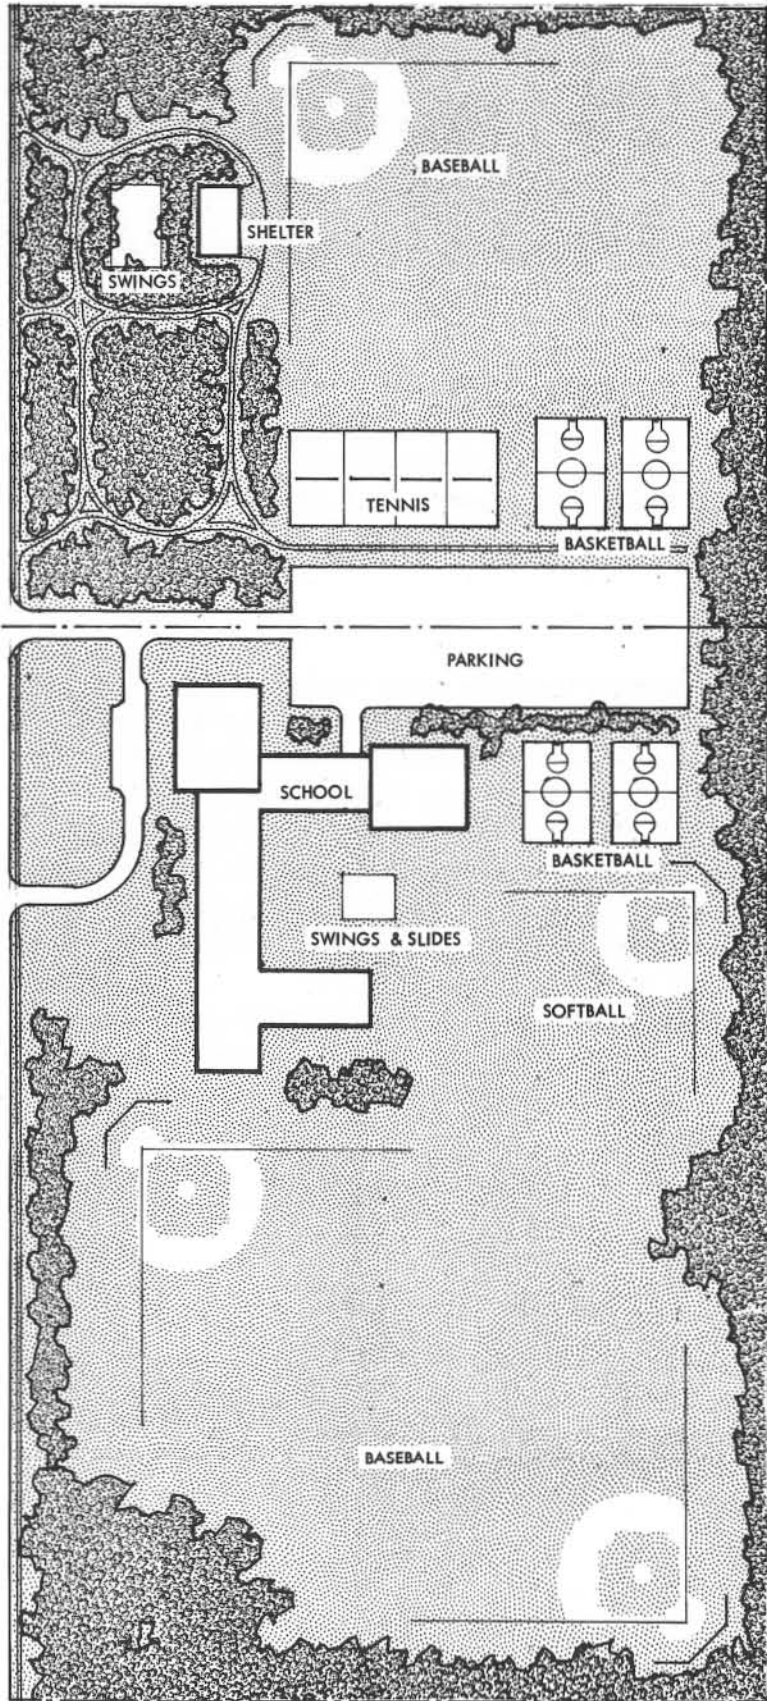 BASEBALL
SHELTER
SWINGS
TENNIS
BASKETBALL
PARKING
SCHOOL
BASKETBALL
SWINGS & SLIDES
SOFTBALL
BASEBALL